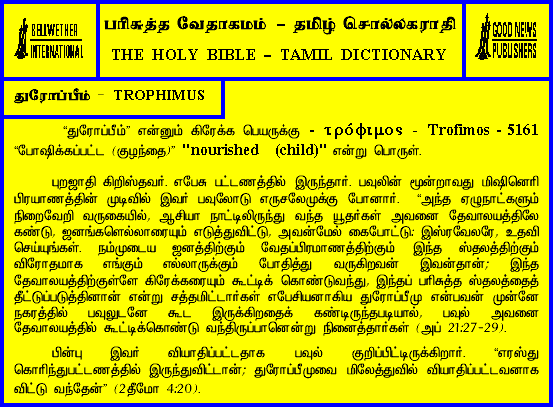 BELLWETHER
INTERNATIONAL
பரிசுத்த வேதாகமம் – தமிழ் சொல்லகராதி
THE HOLY BIBLE – TAMIL DICTIONARY
GOOD NEWS
PUBLISHERS
துரோப்பீம் – TROPHIMUS
“துரோப்பீம்” என்னும் கிரேக்க பெயருக்கு - τρόφιμος - Trofimos - 5161
“போஷிக்கப்பட்ட (குழந்தை)” "nourished (child)" என்று பொருள்.
புறஜாதி கிறிஸ்தவர். எபேசு பட்டணத்தில் இருந்தார். பவுலின் மூன்றாவது மிஷினெரி
பிரயாணத்தின் முடிவில் இவர் பவுலோடு எருசலேமுக்கு போனார். “அந்த ஏழுநாட்களும்
நிறைவேறி வருகையில், ஆசியா நாட்டிலிருந்து வந்த யூதர்கள் அவனை தேவாலயத்திலே
கண்டு, ஜனங்களெல்லாரையும் எடுத்துவிட்டு, அவன்மேல் கைபோட்டு: இஸ்ரவேலரே, உதவி
செய்யுங்கள். நம்முடைய ஜனத்திற்கும் வேதப்பிரமாணத்திற்கும் இந்த ஸ்தலத்திற்கும்
விரோதமாக எங்கும் எல்லாருக்கும் போதித்து வருகிறவன் இவன்தான்; இந்த
தேவாலயத்திற்குள்ளே கிரேக்கரையும் கூட்டிக் கொண்டுவந்து, இந்தப் பரிசுத்த ஸ்தலத்தைத்
தீட்டுப்படுத்தினான் என்று சத்தமிட்டார்கள் எபேசியனாகிய துரோப்பீமு என்பவன் முன்னே
நகரத்தில் பவுலுடனே கூட இருக்கிறதைக் கண்டிருந்தபடியால், பவுல் அவனை
தேவாலயத்தில் கூட்டிக்கொண்டு வந்திருப்பானென்று நினைத்தார்கள் (அப் 21:27-29).
பின்பு இவர் வியாதிப்பட்டதாக பவுல் குறிப்பிட்டிருக்கிறார். “எரஸ்து
கொரிந்துபட்டணத்தில் இருந்துவிட்டான்; துரோப்பீமுவை மிலேத்துவில் வியாதிப்பட்டவனாக
விட்டு வந்தேன்” (2தீமோ 4:20).